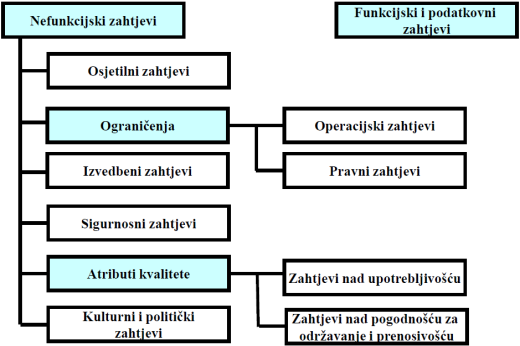 Nefunkcijski zahtjevi
Funkcijski i podatkovni
zahtjevi
Osjetilni zahtjevi
Ograničenja
Operacijski zahtjevi
Izvedbeni zahtjevi
Pravni zahtjevi
Sigurnosni zahtjevi
Atributi kvalitete
Zahtjevi nad upotrebljivošću
Kulturni i politički
zahtjevi
Zahtjevi nad pogodnošću za
održavanje i prenosivošću